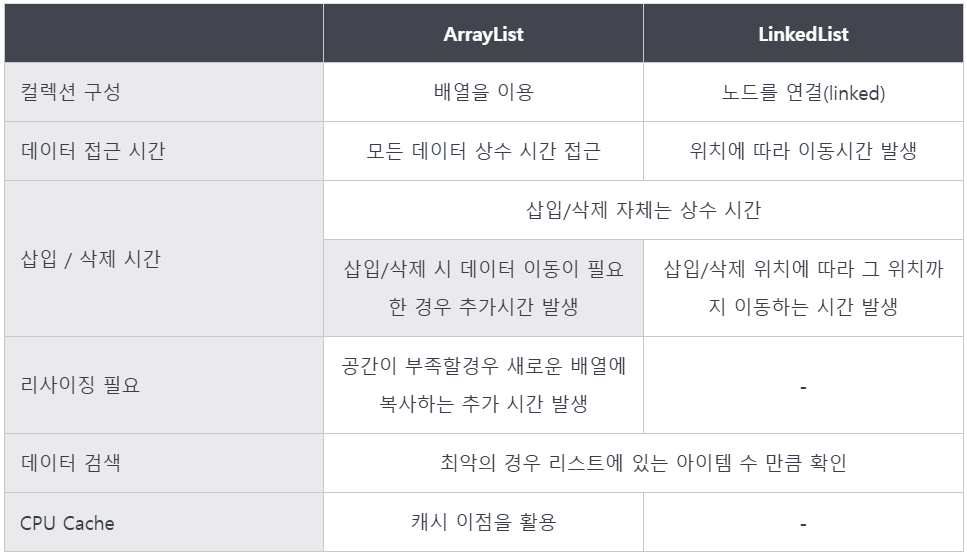 ArrayList
LinkedList
컬렉션 구성
배열을 이용
노드를 연결(linked)
데이터 접근 시간
모든 데이터 상수 시간 접근
위치에 따라 이동시간 발생
삽입 / 삭제 시간
삽입/삭제 자체는 상수 시간
삽입/삭제 시 데이터 이동이 필요
한 경우 추가시간 발생
삽입/삭제 위치에 따라 그 위치까
지 이동하는 시간 발생
리사이징 필요
공간이 부족할경우 새로운 배열에
복사하는 추가 시간 발생
-
데이터 검색
최악의 경우 리스트에 있는 아이템 수 만큼 확인
CPU Cache
캐시 이점을 활용
-